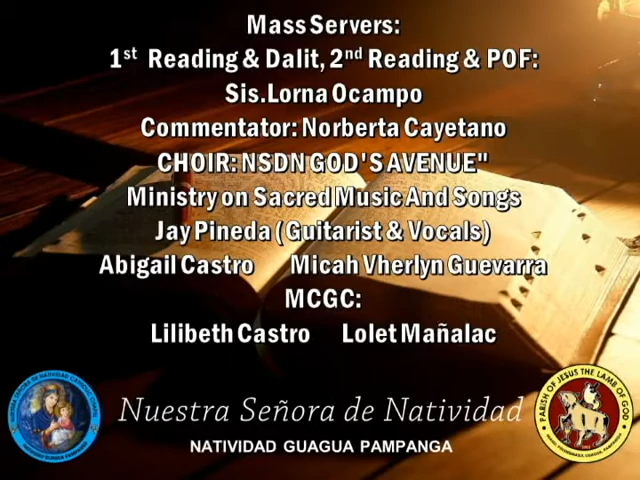 Mass Servers:
1st Reading & Dalit, 2nd Reading & POF:
Sis.Lorna Ocampo
Commentator: Norberta Cayetano
CHOIR: NSDN GOD'S AVENUE"
Ministry on Sacred Music And Songs
Jay Pineda ( Guitarist & Vocals)
Abigail Castro Micah Vherlyn Guevarra
MCGC:
Lilibeth Castro Lolet Mañalac
Nuestra Señora de Natividad
NATIVIDAD GUAGUA PAMPANGA
PARISH OF JESUS THE LAMB OF GOD